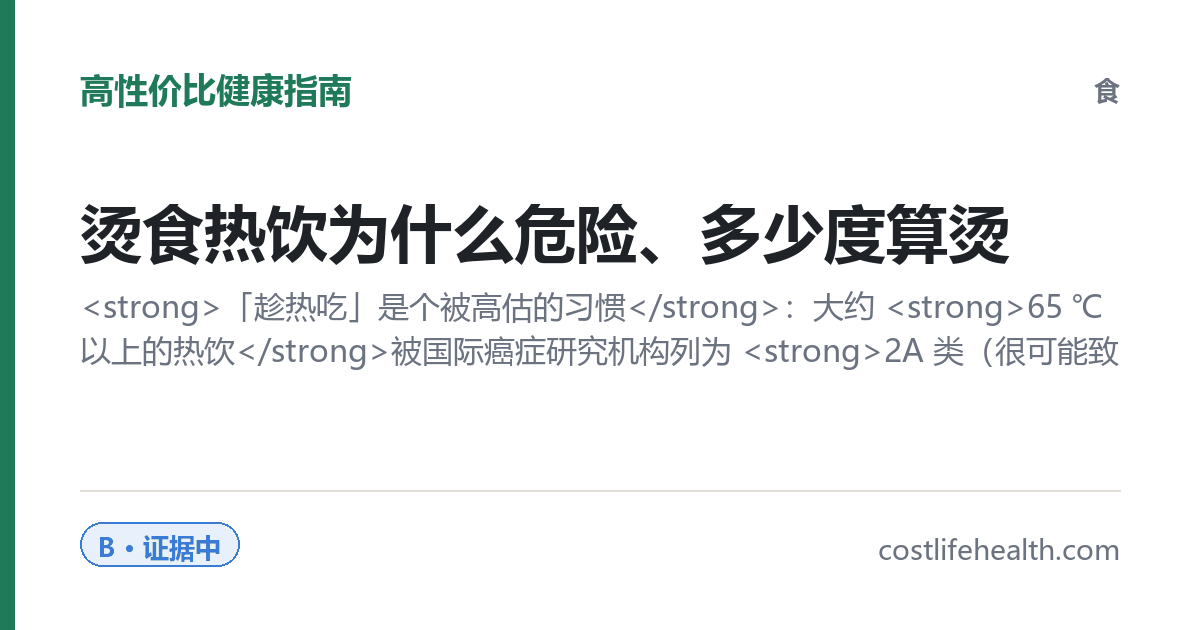 高性价比健康指南
食
烫食热饮为什么危险、多少度算烫
<strong>「趁热吃」是个被高估的习惯</strong>：大约 <strong>65 ℃
以上的热饮</strong>被国际癌症研究机构列为 <strong>2A 类（很可能致
B · 证据中
costlifehealth.com